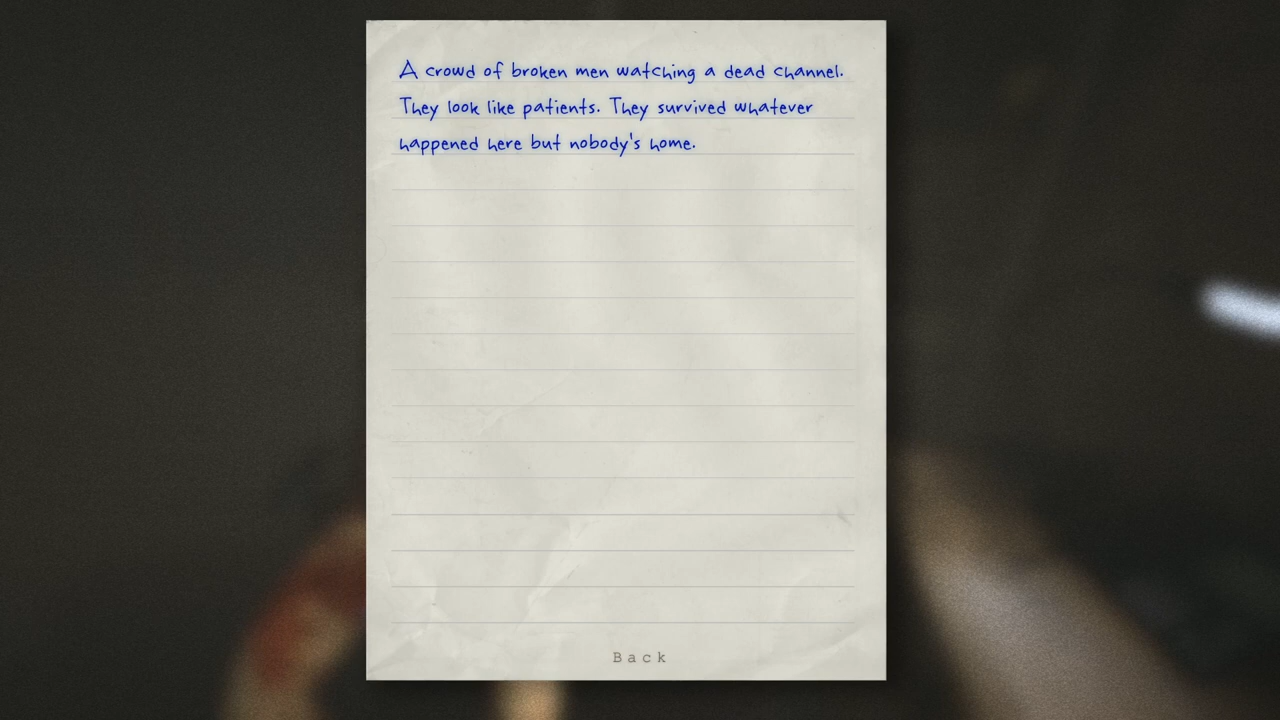 A crowd of broken men watching a dead channel.
They look like patients. They survived whatever
happened here but nobody's home.
Back